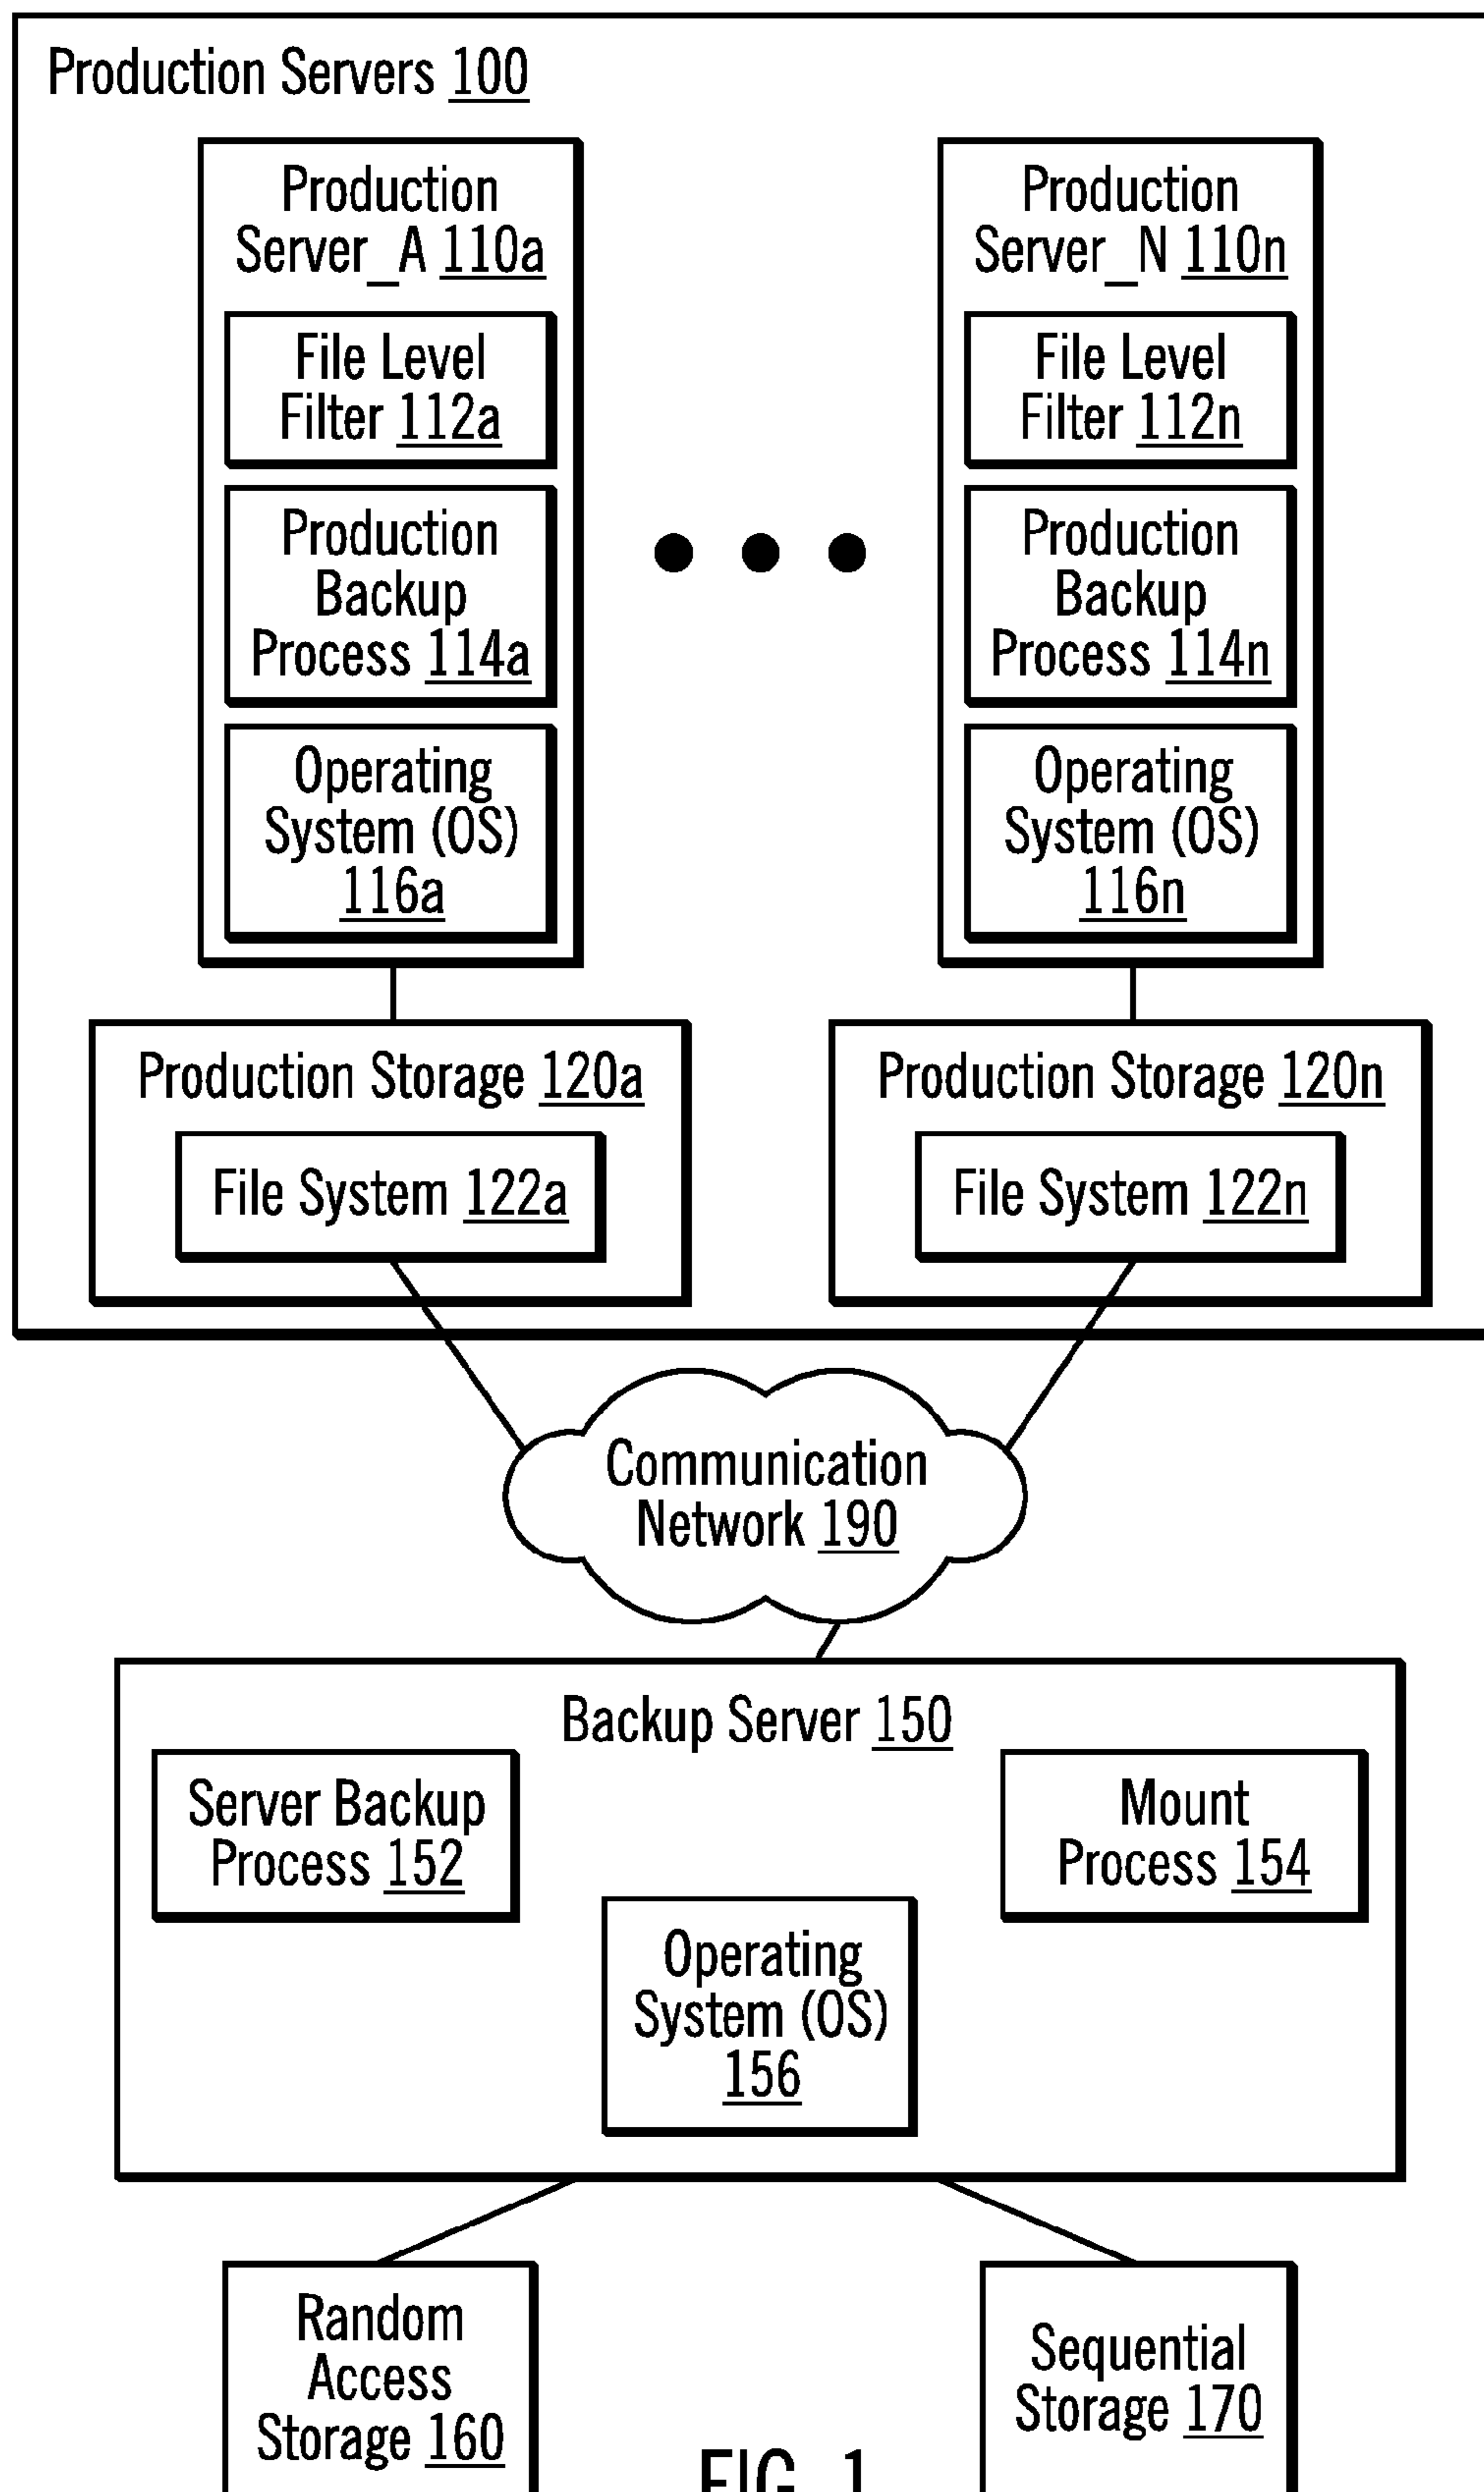 Production Servers 100
Production
Server_A 110a
File Level
Filter 112a
Production
Backup
Process 114a
Operating
System (OS)
116a
Production
Server_N 110n
File Level
Filter 112n
Production
Backup
Process 114n
Operating
System (OS)
116n
Production Storage 120a
File System 122a
Production Storage 120n
File System 122n
Communication
Network 190
Backup Server 150
Server Backup
Process 152
Mount
Process 154
Operating
System (OS)
156
Random
Access
Storage 160
Sequential
Storage 170
FIG. 1